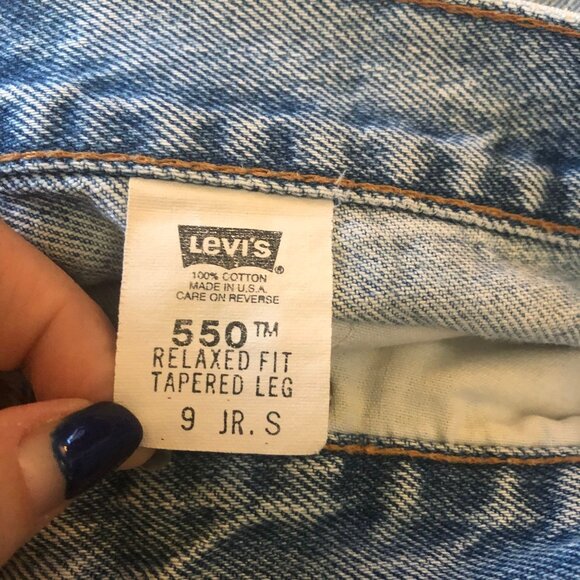 LEVI'S
®
100% COTTON
MADE IN U.S.A.
CARE ON REVERSE
550™
RELAXED FIT
TAPERED LEG
9 JR. S